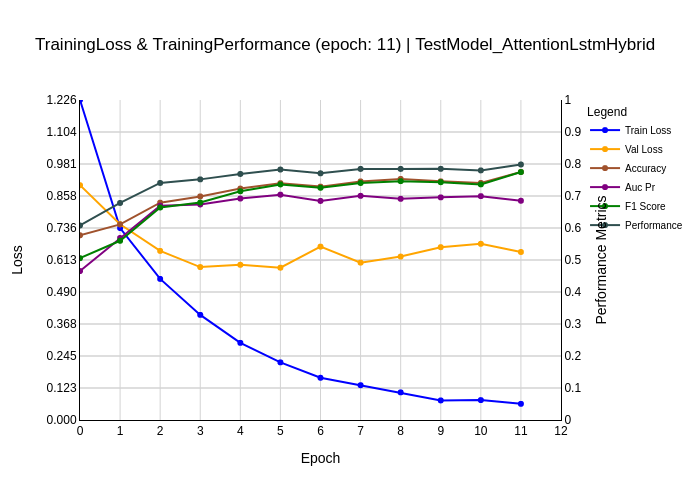 TrainingLoss & TrainingPerformance (epoch: 11) | TestModel_AttentionLstmHybrid
1.226
1.104
0.981
0.858
0.736
0.613
0.490
0.368
0.245
0.123
0.000
Loss
0 1 2 3 4 5 6 7 8 9 10 11 12
Epoch
1
0.9
0.8
0.7
0.6
0.5
0.4
0.3
0.2
0.1
0
Performance Metrics
Legend
Train Loss
Val Loss
Accuracy
Auc Pr
F1 Score
Performance